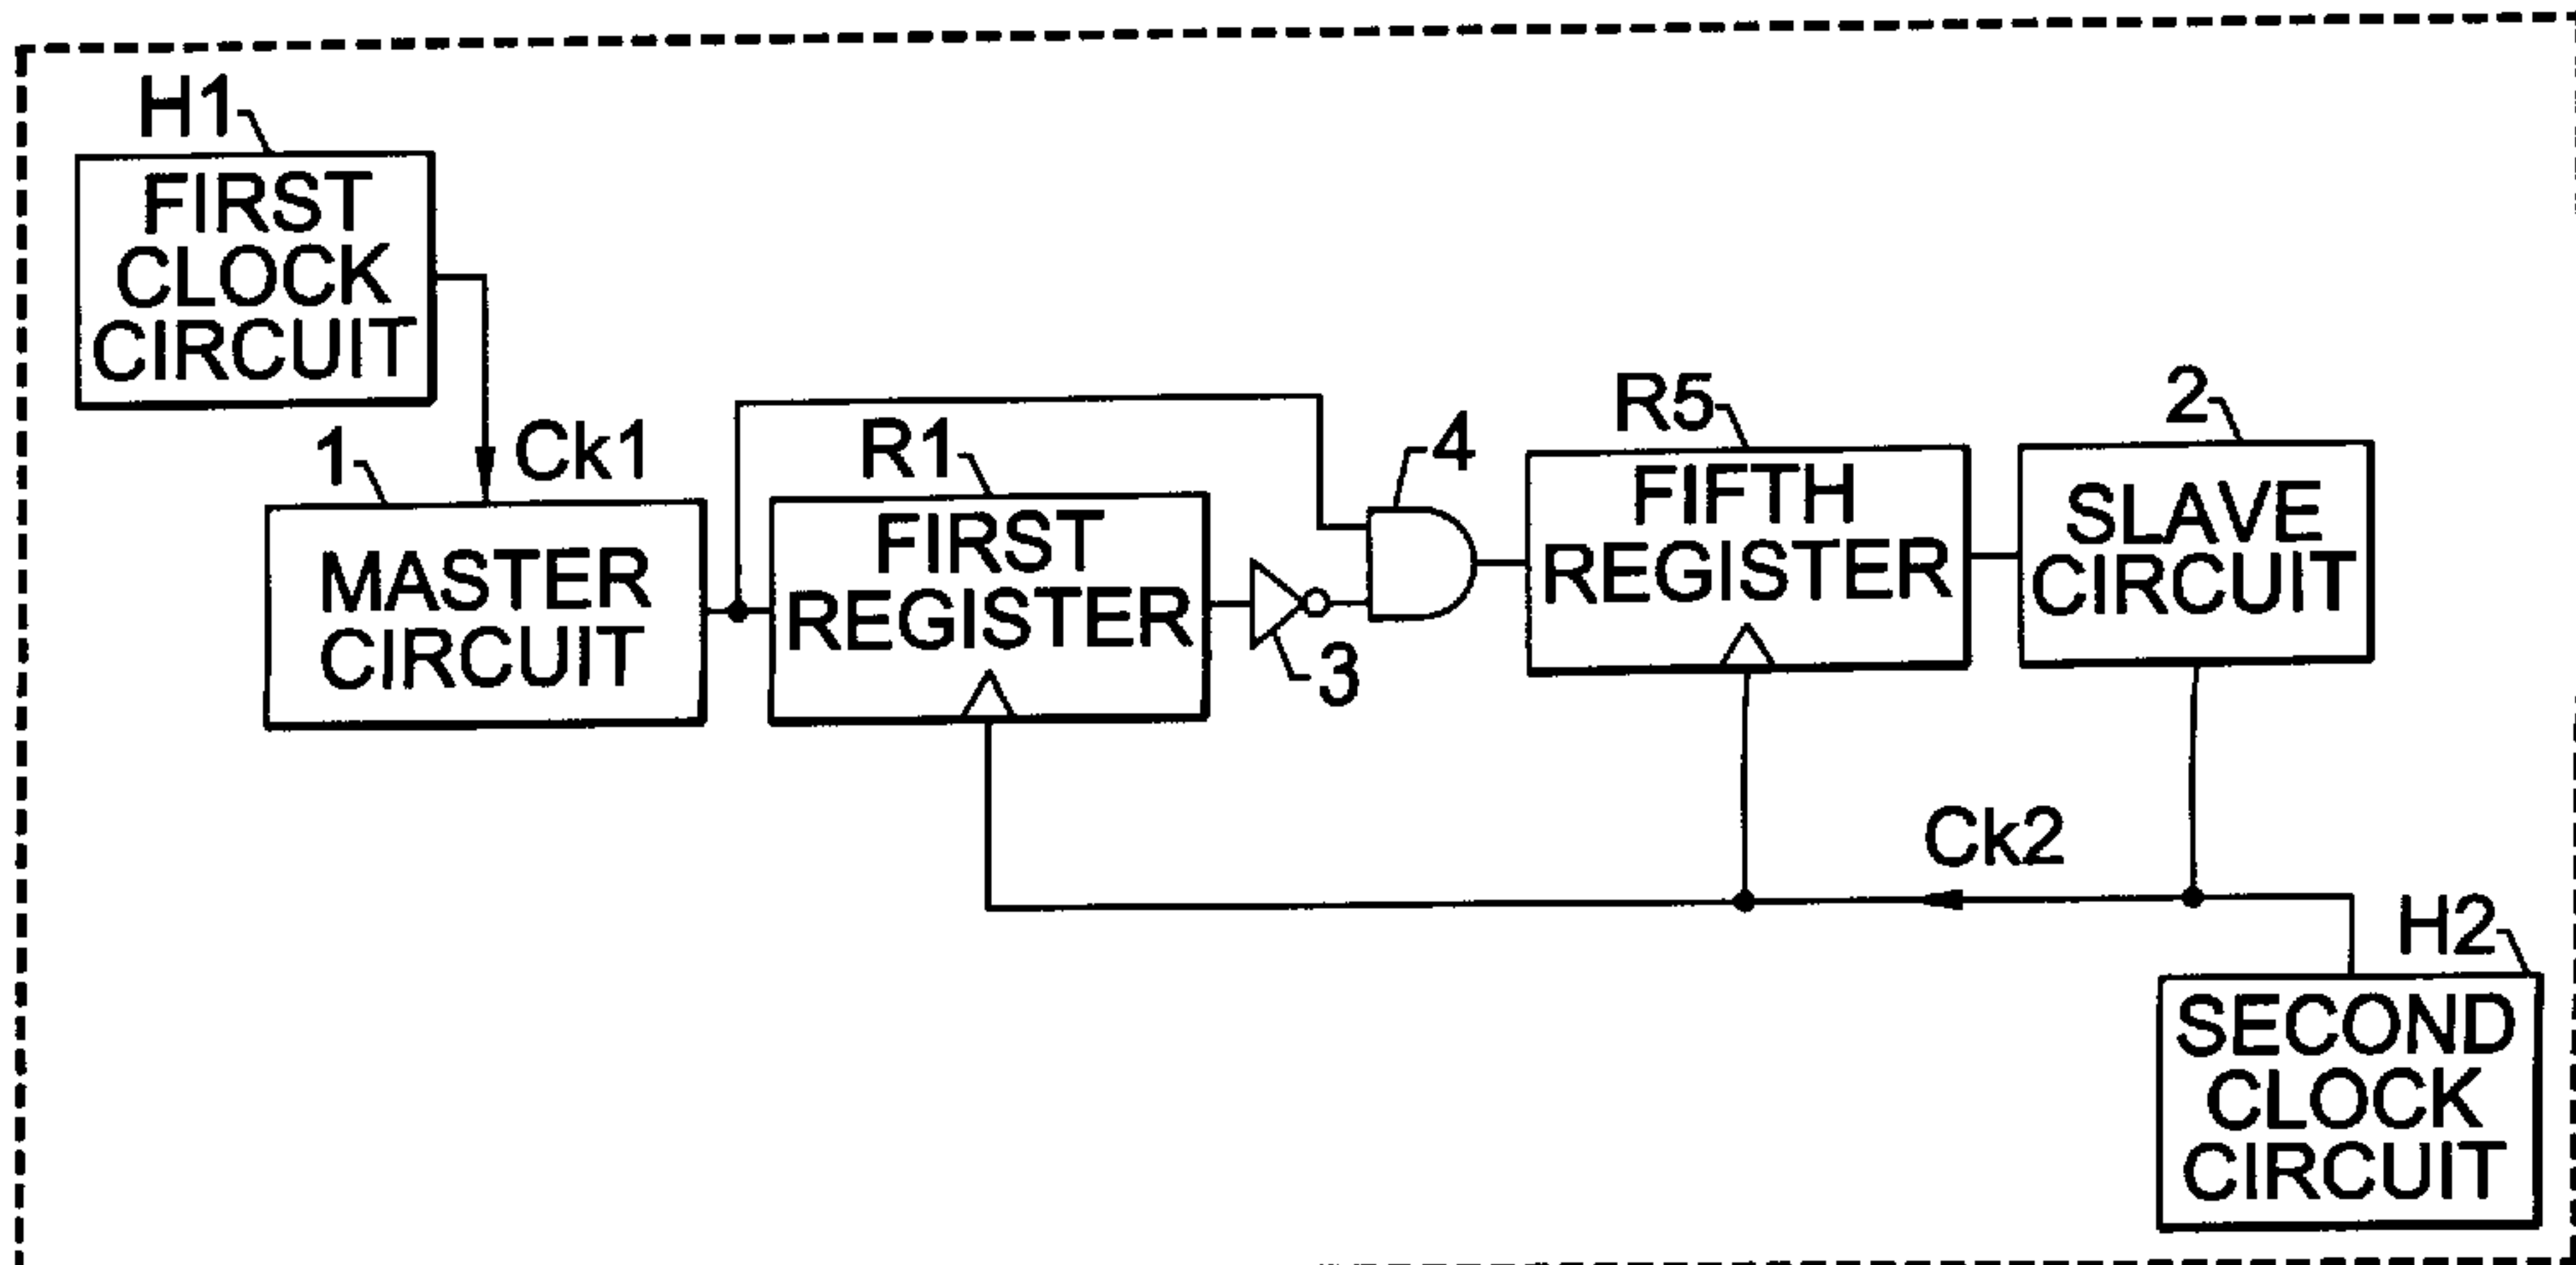 H1
FIRST
CLOCK
CIRCUIT
Ck1
1
MASTER
CIRCUIT
R1
FIRST
REGISTER
3
4
R5
FIFTH
REGISTER
2
SLAVE
CIRCUIT
Ck2
H2
SECOND
CLOCK
CIRCUIT